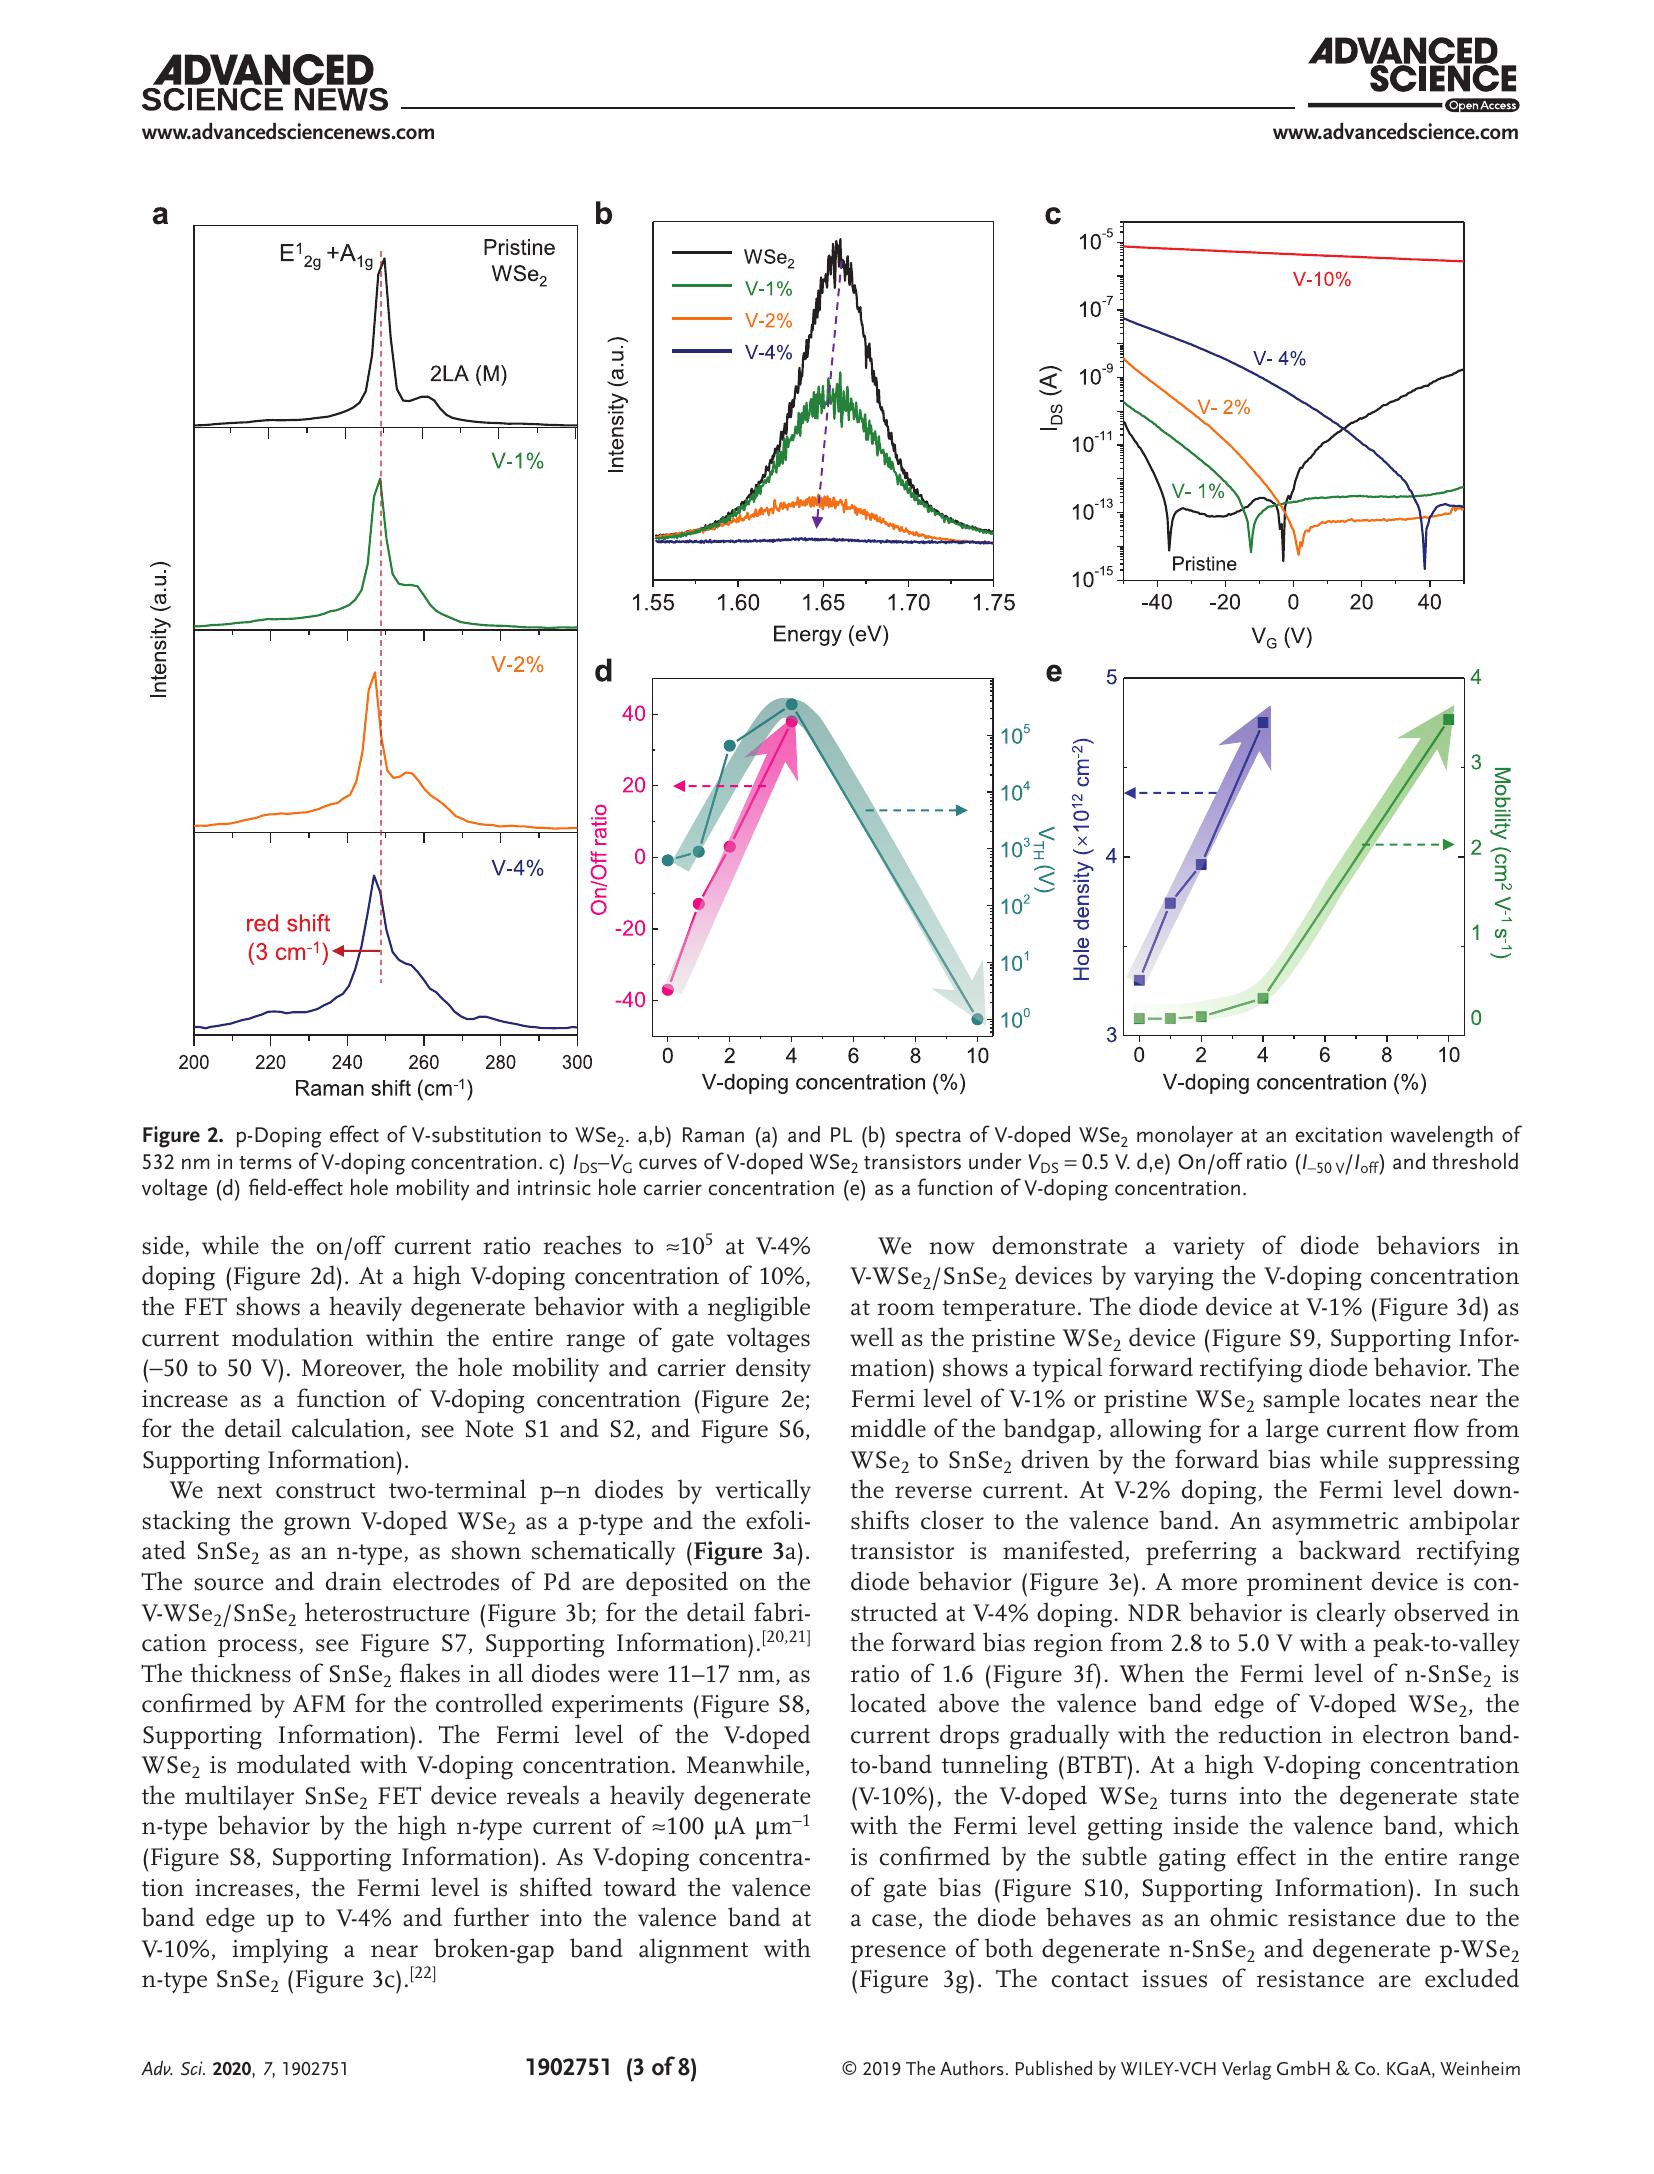 ADVANCED
SCIENCE NEWS
www.advancedsciencenews.com
ADVANCED
SCIENCE
Open Access
www.advancedscience.com
a
Intensity (a.u.)
E¹₂g +A₁g
Pristine
WSe₂
2LA (M)
V-1%
V-2%
V-4%
red shift
(3 cm⁻¹)
200 220 240 260 280 300
Raman shift (cm⁻¹)
b
Intensity (a.u.)
WSe₂
V-1%
V-2%
V-4%
1.55 1.60 1.65 1.70 1.75
Energy (eV)
c
I_DS (A)
10⁻⁵
10⁻⁷
10⁻⁹
10⁻¹¹
10⁻¹³
10⁻¹⁵
V-10%
V- 4%
V- 2%
V- 1%
Pristine
-40 -20 0 20 40
V_G (V)
d
On/Off ratio
40
20
0
-20
-40
10⁵
10⁴
10³
10²
10¹
10⁰
V_TH (V)
0 2 4 6 8 10
V-doping concentration (%)
e
Hole density (×10¹² cm⁻²)
5
4
3
4
3
2
1
0
Mobility (cm² V⁻¹s⁻¹)
0 2 4 6 8 10
V-doping concentration (%)
Figure 2. p-Doping effect of V-substitution to WSe₂. a,b) Raman (a) and PL (b) spectra of V-doped WSe₂ monolayer at an excitation wavelength of
532 nm in terms of V-doping concentration. c) I_DS–V_G curves of V-doped WSe₂ transistors under V_DS = 0.5 V. d,e) On/off ratio (I₋₅₀ V/I_off) and threshold
voltage (d) field-effect hole mobility and intrinsic hole carrier concentration (e) as a function of V-doping concentration.
side, while the on/off current ratio reaches to ≈10⁵ at V-4%
doping (Figure 2d). At a high V-doping concentration of 10%,
the FET shows a heavily degenerate behavior with a negligible
current modulation within the entire range of gate voltages
(–50 to 50 V). Moreover, the hole mobility and carrier density
increase as a function of V-doping concentration (Figure 2e;
for the detail calculation, see Note S1 and S2, and Figure S6,
Supporting Information).
We next construct two-terminal p–n diodes by vertically
stacking the grown V-doped WSe₂ as a p-type and the exfoli-
ated SnSe₂ as an n-type, as shown schematically (Figure 3a).
The source and drain electrodes of Pd are deposited on the
V-WSe₂/SnSe₂ heterostructure (Figure 3b; for the detail fabri-
cation process, see Figure S7, Supporting Information).[20,21]
The thickness of SnSe₂ flakes in all diodes were 11–17 nm, as
confirmed by AFM for the controlled experiments (Figure S8,
Supporting Information). The Fermi level of the V-doped
WSe₂ is modulated with V-doping concentration. Meanwhile,
the multilayer SnSe₂ FET device reveals a heavily degenerate
n-type behavior by the high n-type current of ≈100 µA µm⁻¹
(Figure S8, Supporting Information). As V-doping concentra-
tion increases, the Fermi level is shifted toward the valence
band edge up to V-4% and further into the valence band at
V-10%, implying a near broken-gap band alignment with
n-type SnSe₂ (Figure 3c).[22]
We now demonstrate a variety of diode behaviors in
V-WSe₂/SnSe₂ devices by varying the V-doping concentration
at room temperature. The diode device at V-1% (Figure 3d) as
well as the pristine WSe₂ device (Figure S9, Supporting Infor-
mation) shows a typical forward rectifying diode behavior. The
Fermi level of V-1% or pristine WSe₂ sample locates near the
middle of the bandgap, allowing for a large current flow from
WSe₂ to SnSe₂ driven by the forward bias while suppressing
the reverse current. At V-2% doping, the Fermi level down-
shifts closer to the valence band. An asymmetric ambipolar
transistor is manifested, preferring a backward rectifying
diode behavior (Figure 3e). A more prominent device is con-
structed at V-4% doping. NDR behavior is clearly observed in
the forward bias region from 2.8 to 5.0 V with a peak-to-valley
ratio of 1.6 (Figure 3f). When the Fermi level of n-SnSe₂ is
located above the valence band edge of V-doped WSe₂, the
current drops gradually with the reduction in electron band-
to-band tunneling (BTBT). At a high V-doping concentration
(V-10%), the V-doped WSe₂ turns into the degenerate state
with the Fermi level getting inside the valence band, which
is confirmed by the subtle gating effect in the entire range
of gate bias (Figure S10, Supporting Information). In such
a case, the diode behaves as an ohmic resistance due to the
presence of both degenerate n-SnSe₂ and degenerate p-WSe₂
(Figure 3g). The contact issues of resistance are excluded
Adv. Sci. 2020, 7, 1902751
1902751 (3 of 8)
© 2019 The Authors. Published by WILEY-VCH Verlag GmbH & Co. KGaA, Weinheim